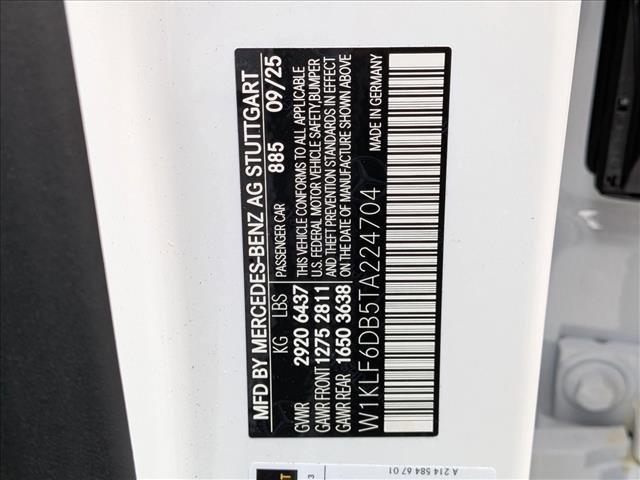 MFD BY MERCEDES-BENZ AG STUTTGART
885 09/25
KG LBS PASSENGER CAR
GVWR 2920 6437 THIS VEHICLE CONFORMS TO ALL APPLICABLE
GAWR FRONT 1275 2811 U.S. FEDERAL MOTOR VEHICLE SAFETY, BUMPER
AND THEFT PREVENTION STANDARDS IN EFFECT
GAWR REAR 1650 3638 ON THE DATE OF MANUFACTURE SHOWN ABOVE
W1KLF6DB5TA224704 MADE IN GERMANY
A 214 584 67 01